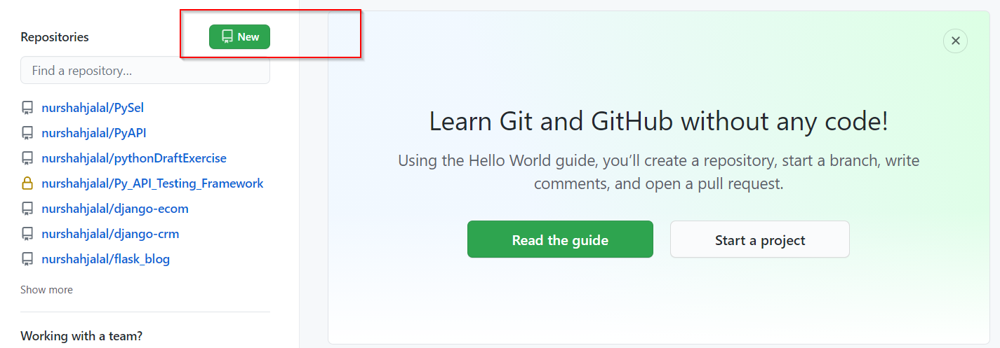 Repositories
New
Find a repository...
nurshahjalal/PySel
nurshahjalal/PyAPI
nurshahjalal/pythonDraftExercise
nurshahjalal/Py_API_Testing_Framework
nurshahjalal/django-ecom
nurshahjalal/django-crm
nurshahjalal/flask_blog
Show more
Working with a team?
Learn Git and GitHub without any code!
Using the Hello World guide, you’ll create a repository, start a branch, write
comments, and open a pull request.
Read the guide
Start a project